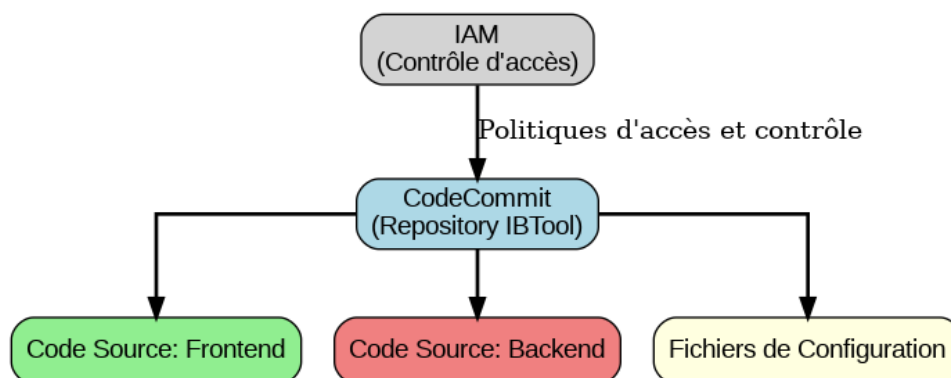 IAM
(Contrôle d'accès)
Politiques d'accès et contrôle
CodeCommit
(Repository IBTool)
Code Source: Frontend
Code Source: Backend
Fichiers de Configuration